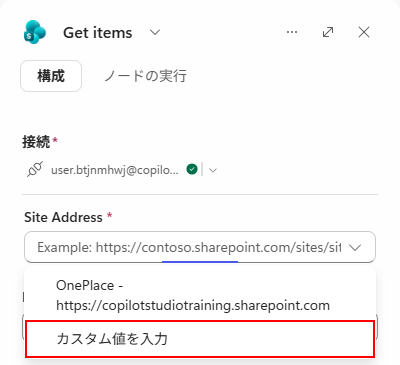 Get items
構成
ノードの実行
接続*
user.btjnmhwj@copilo...
Site Address *
Example: https://contoso.sharepoint.com/sites/sit
OnePlace -
https://copilotstudiotraining.sharepoint.com
カスタム値を入力